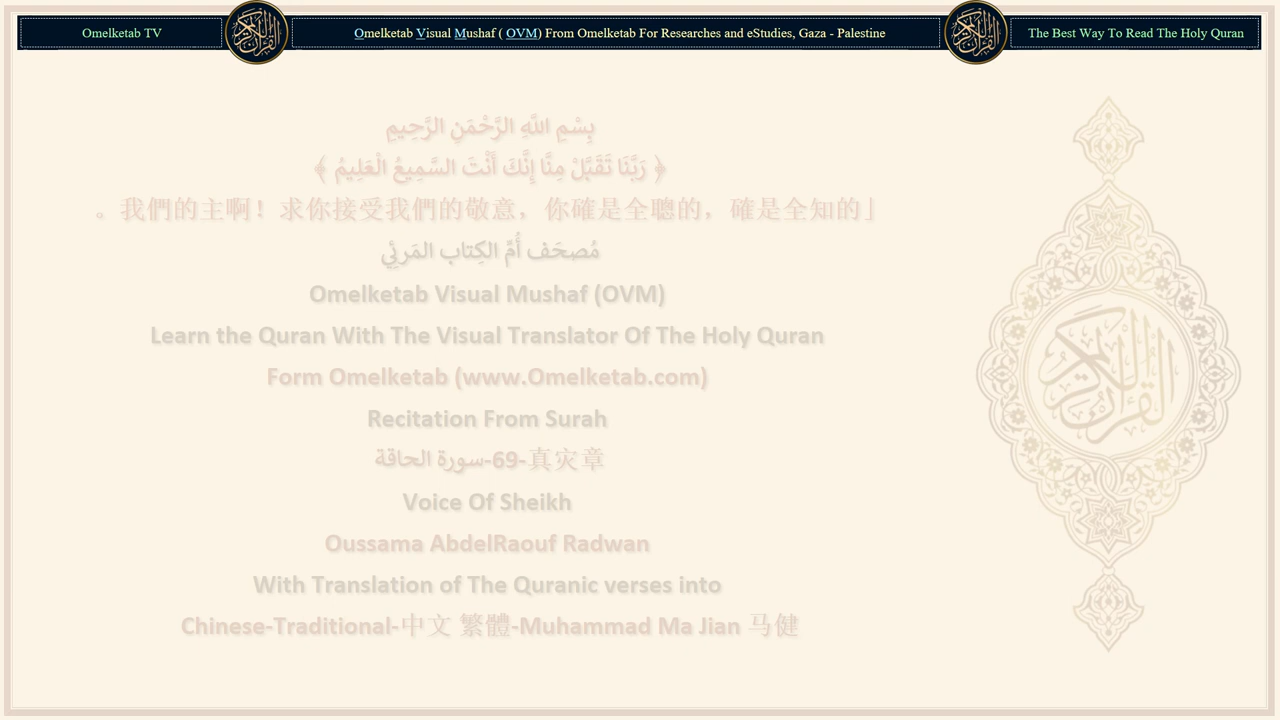 Omelketab TV
Omelketab Visual Mushaf ( OVM) From Omelketab For Researches and eStudies, Gaza - Palestine
The Best Way To Read The Holy Quran
بِسْمِ اللَّهِ الرَّحْمَنِ الرَّحِيمِ
﴿ رَبَّنَا تَقَبَّلْ مِنَّا إِنَّكَ أَنْتَ السَّمِيعُ الْعَلِيمُ ﴾
。我們的主啊！求你接受我們的敬意，你確是全聰的，確是全知的」
مُصحَف أُمَّ الكِتاب المَرئِي
Omelketab Visual Mushaf (OVM)
Learn the Quran With The Visual Translator Of The Holy Quran
Form Omelketab (www.Omelketab.com)
Recitation From Surah
سورة الحاقة-69-真灾章
Voice Of Sheikh
Oussama AbdelRaouf Radwan
With Translation of The Quranic verses into
Chinese-Traditional-中文 繁體-Muhammad Ma Jian 马健
القرآن الكريم